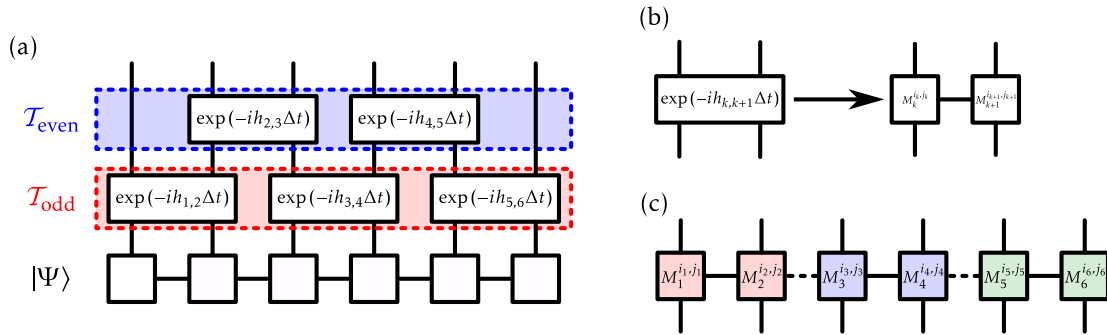 (a)
𝒯_even
exp(−ih_{2,3}Δt) exp(−ih_{4,5}Δt)
𝒯_odd
exp(−ih_{1,2}Δt) exp(−ih_{3,4}Δt) exp(−ih_{5,6}Δt)
|Ψ⟩
(b)
exp(−ih_{k,k+1}Δt) M_k^{i_k,j_k} M_{k+1}^{i_{k+1},j_{k+1}}
(c)
M_1^{i_1,j_1} M_2^{i_2,j_2} M_3^{i_3,j_3} M_4^{i_4,j_4} M_5^{i_5,j_5} M_6^{i_6,j_6}